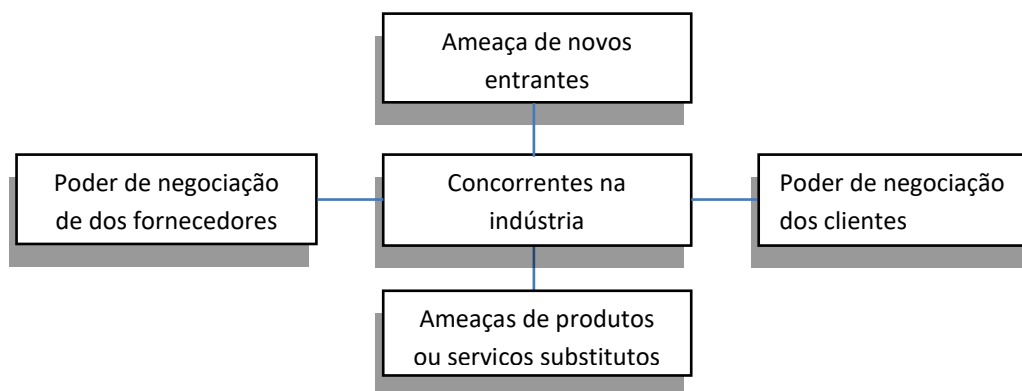 Ameaça de novos
entrantes
Poder de negociação
de dos fornecedores
Concorrentes na
indústria
Poder de negociação
dos clientes
Ameaças de produtos
ou servicos substitutos